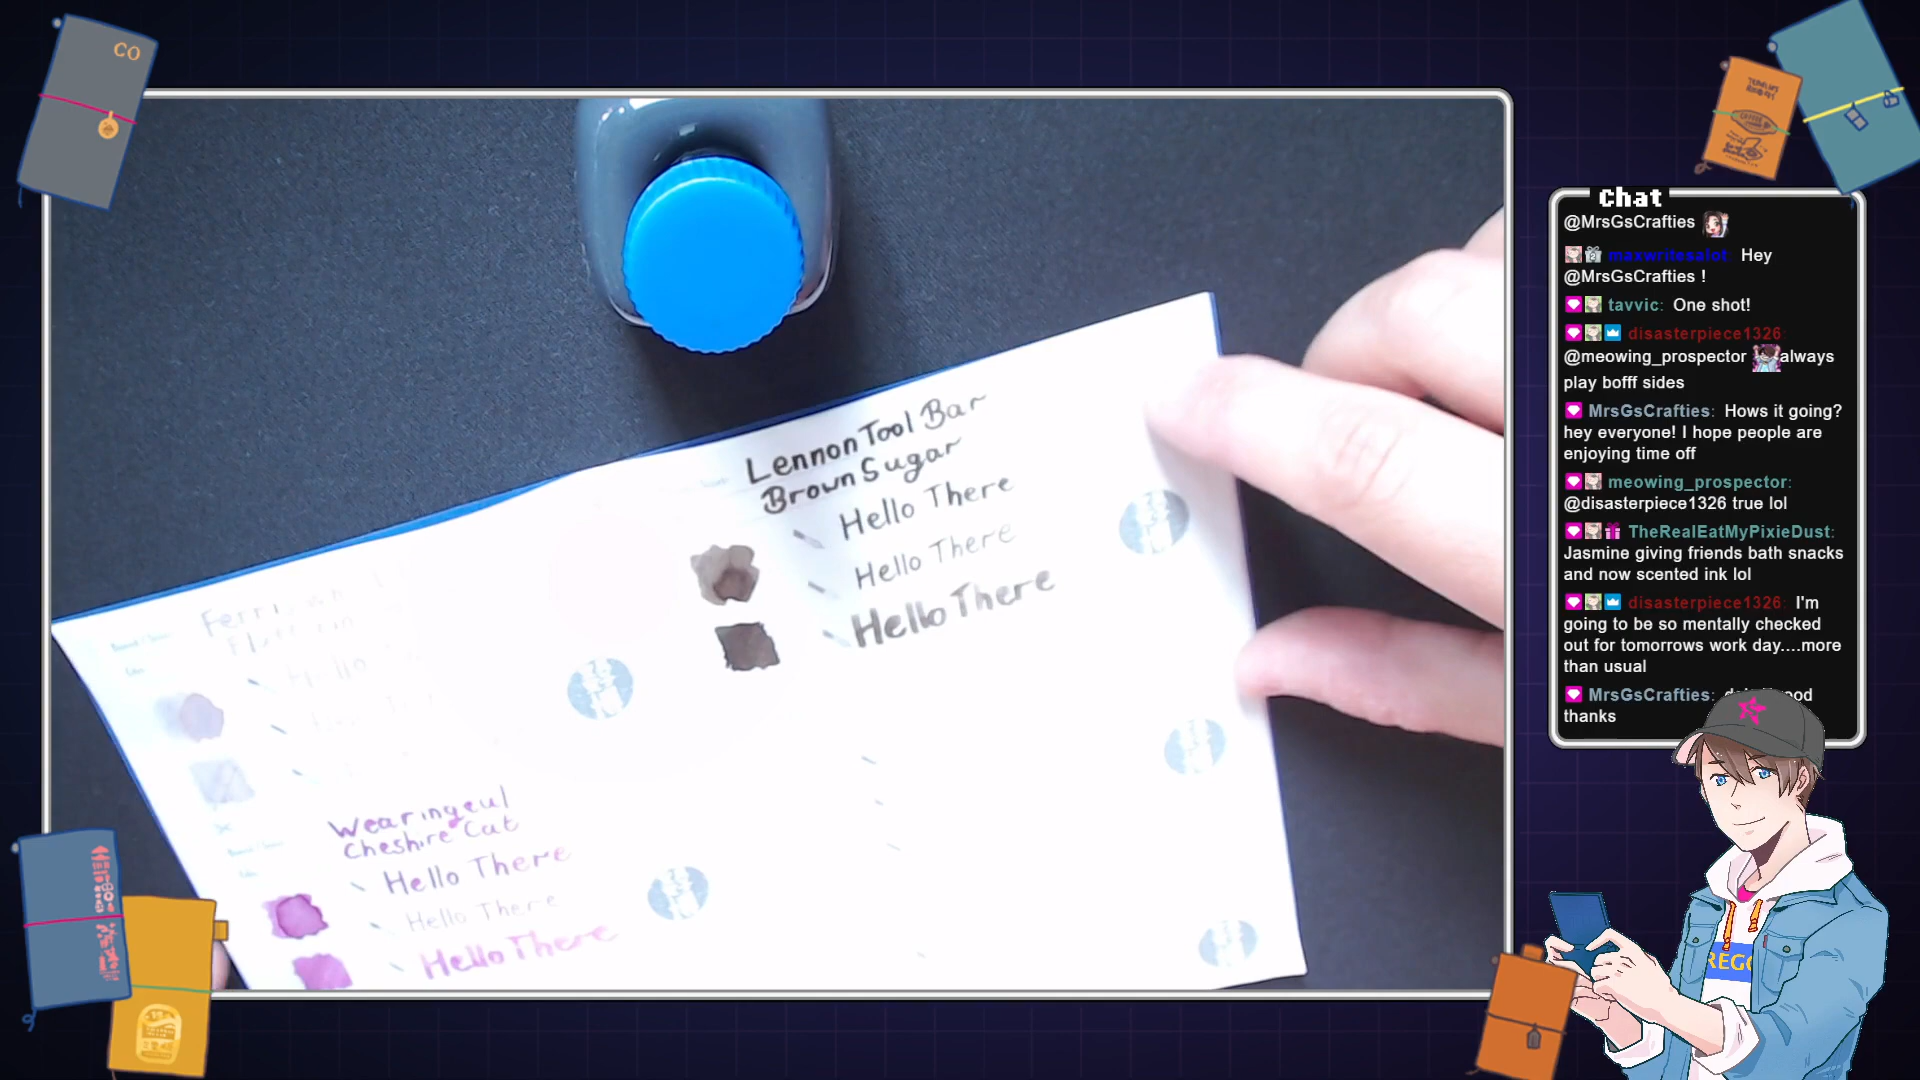 CO
chat
@MrsGsCrafties
maxwritesalot: Hey
@MrsGsCrafties !
tavvic: One shot!
disasterpiece1326:
@meowing_prospector always
play bofff sides
MrsGsCrafties: Hows it going?
hey everyone! I hope people are
enjoying time off
meowing_prospector:
@disasterpiece1326 true lol
TheRealEatMyPixieDust:
Jasmine giving friends bath snacks
and now scented ink lol
disasterpiece1326: I'm
going to be so mentally checked
out for tomorrows work day....more
than usual
MrsGsCrafties:
thanks
Lennon Tool Bar
Brown Sugar
Hello There
Hello There
Hello There
Hello
Wearingeul
Cheshire Cat
Hello There
Hello There
Hello There
REGO